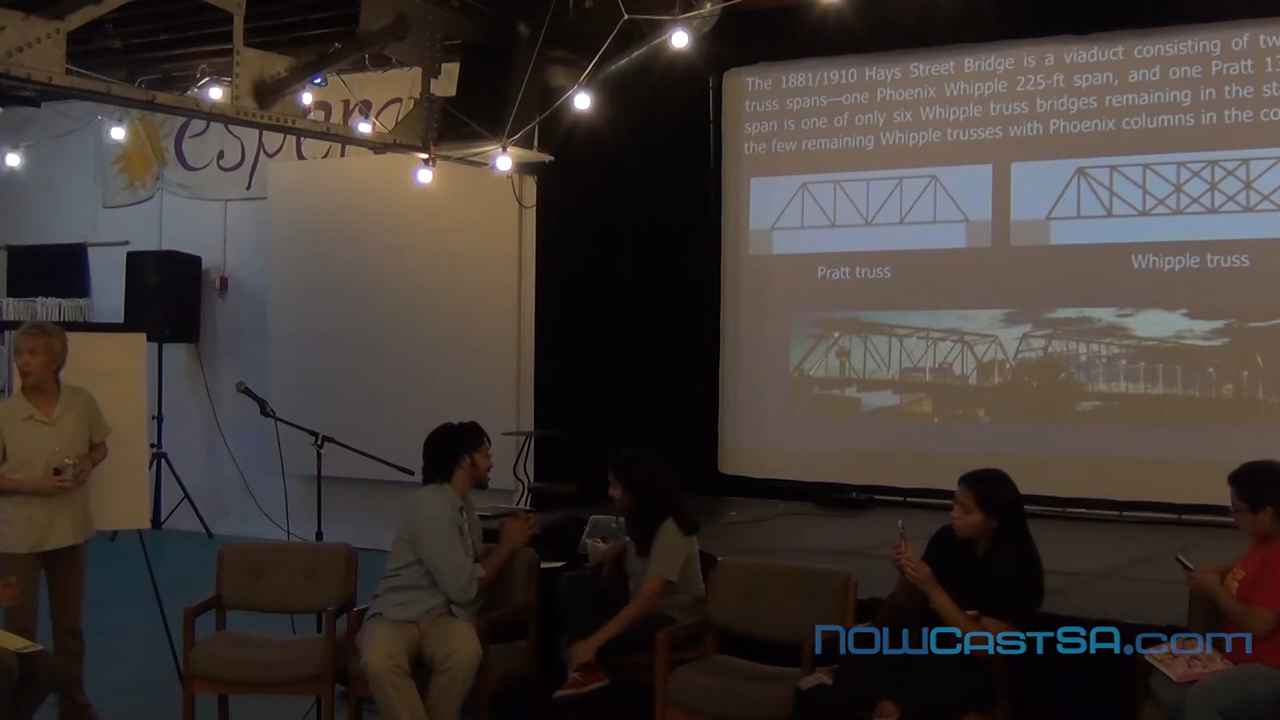 esperan
The 1881/1910 Hays Street Bridge is a viaduct consisting of
truss spans—one Phoenix Whipple 225-ft span, and one Pratt
span is one of only six Whipple truss bridges remaining in the
the few remaining Whipple trusses with Phoenix columns in the
Pratt truss
Whipple truss
NOWCASTSA.com